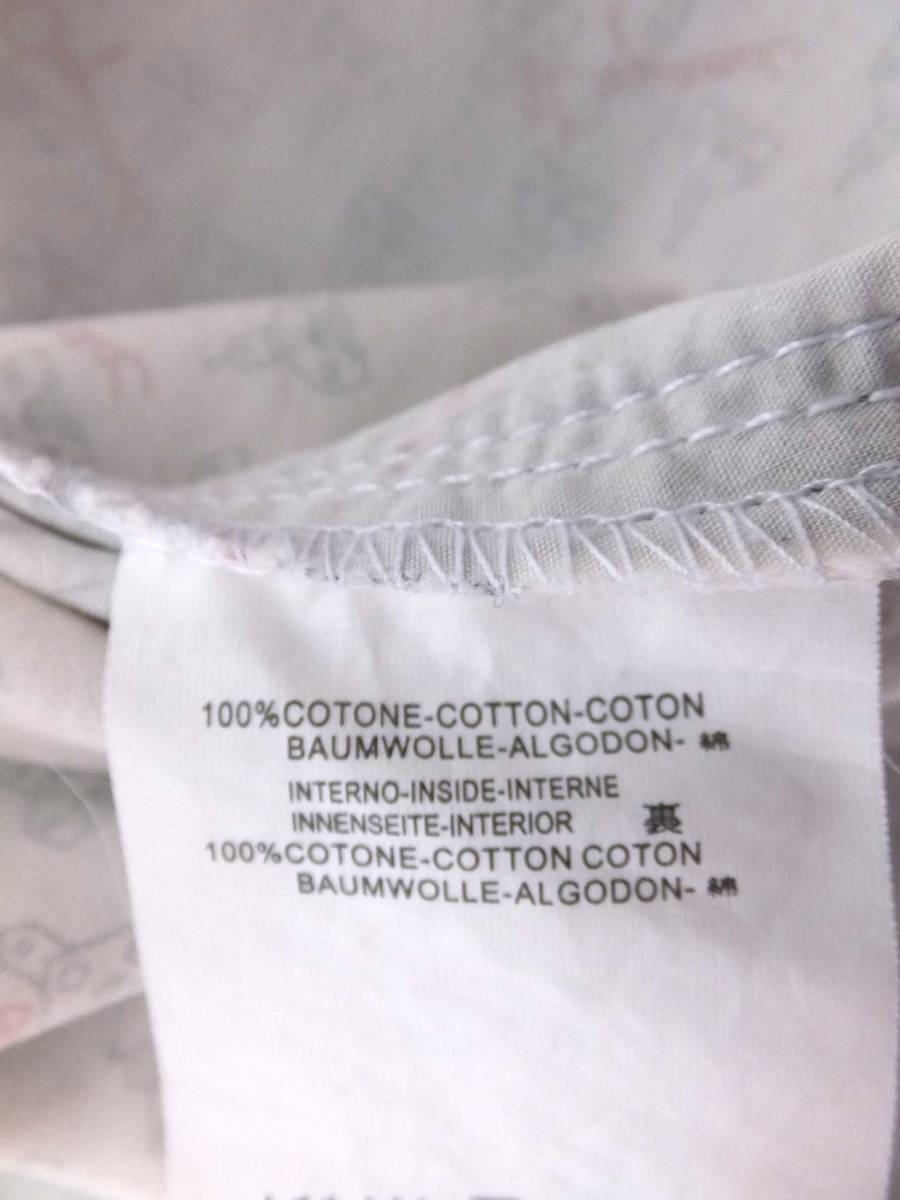 100%COTONE-COTTON-COTON
BAUMWOLLE-ALGODON- 綿
INTERNO-INSIDE-INTERNE
INNENSEITE-INTERIOR 裏
100%COTONE-COTTON COTON
BAUMWOLLE-ALGODON- 綿